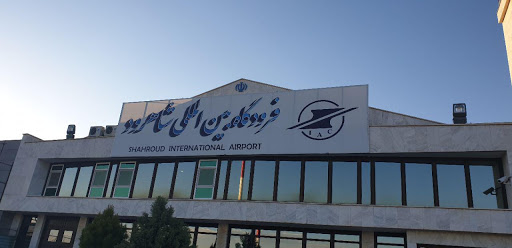 فرودگاه بین المللی شاهرود
SHAHROUD INTERNATIONAL AIRPORT
IAC